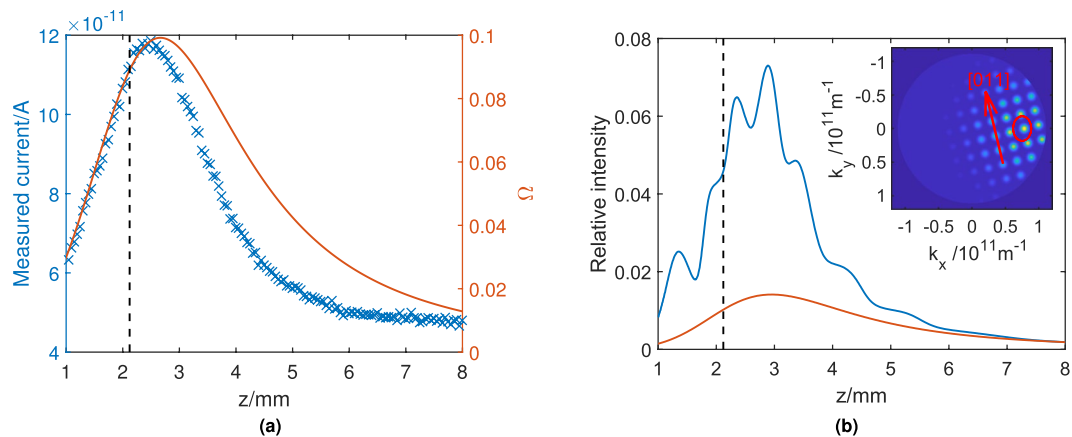 ×10⁻¹¹
12
10
8
6
4
Measured current/A
0.1
0.08
0.06
0.04
0.02
0
Ω
1 2 3 4 5 6 7 8
z/mm
(a)
0.08
0.06
0.04
0.02
0
Relative intensity
1 2 3 4 5 6 7 8
z/mm
-1
-0.5
0
0.5
1
k_y /10¹¹m⁻¹
{011}
-1 -0.5 0 0.5 1
k_x /10¹¹m⁻¹
(b)